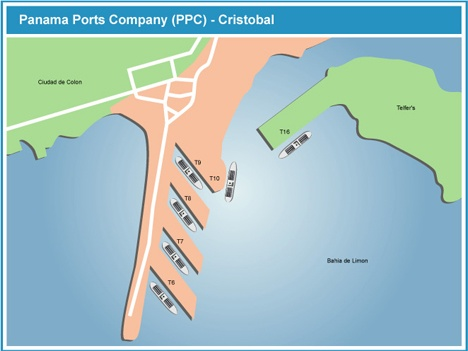 Panama Ports Company (PPC) - Cristobal
Ciudad de Colon
Telfer's
T16
T9
T10
T8
T7
T6
Bahia de Limon